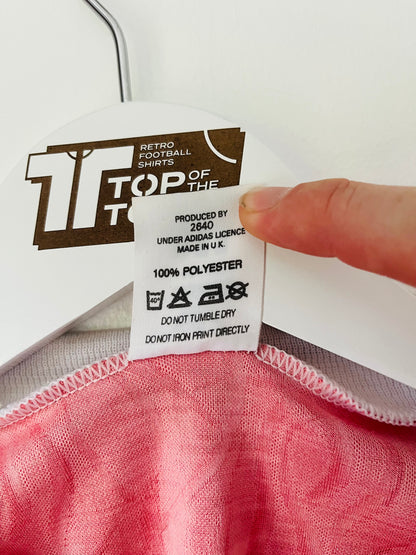 RETRO
FOOTBALL
SHIRTS
TOP OF
THE
PRODUCED BY
2840
UNDER ADIDAS LICENCE
MADE IN U.K.
100% POLYESTER
40°
DO NOT TUMBLE DRY
DO NOT IRON PRINT DIRECTLY